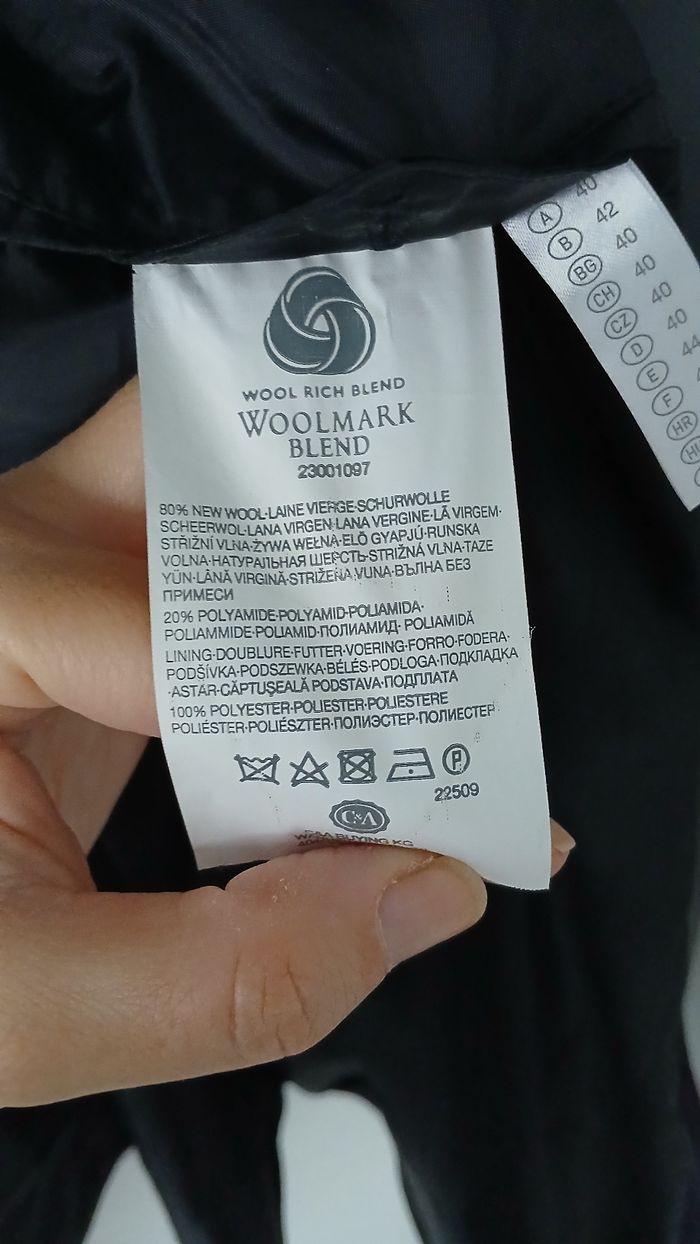 WOOL RICH BLEND
WOOLMARK
BLEND
23001097
80% NEW WOOL·LAINE VIERGE·SCHURWOLLE
SCHEERWOL·LANA VIRGEN·LANA VERGINE·LÃ VIRGEM·
STŘIŽNÍ VLNA·ŻYWA WEŁNA·ELŐ GYAPJÚ·RUNSKA
VOLNA·НАТУРАЛЬНАЯ ШЕРСТЬ·STRIŽNÁ VLNA·TAZE
YÜN·LÂNĂ VIRGINĂ·STRIŽENA VUNA·ВЪЛНА БЕЗ
ПРИМЕСИ
20% POLYAMIDE·POLYAMID·POLIAMIDA·
POLIAMMIDE·POLIAMID·ПОЛИАМИД· POLIAMIDĂ
LINING·DOUBLURE·FUTTER·VOERING·FORRO·FODERA·
PODŠÍVKA·PODSZEWKA·BÉLÉS·PODLOGA·ПОДКЛАДКА
·ASTAR·CĂPTUŞEALĂ PODSTAVA·ПОДПЛАТА
100% POLYESTER·POLIESTER·POLIESTERE
POLIÉSTER·POLIÉSZTER·ПОЛИЭСТЕР·ПОЛИЕСТЕР
P
22509
C&A
C&A BUYING KG
A 40
B 42
BG 40
CH 40
CZ 40
D 40
E 44
F
HR